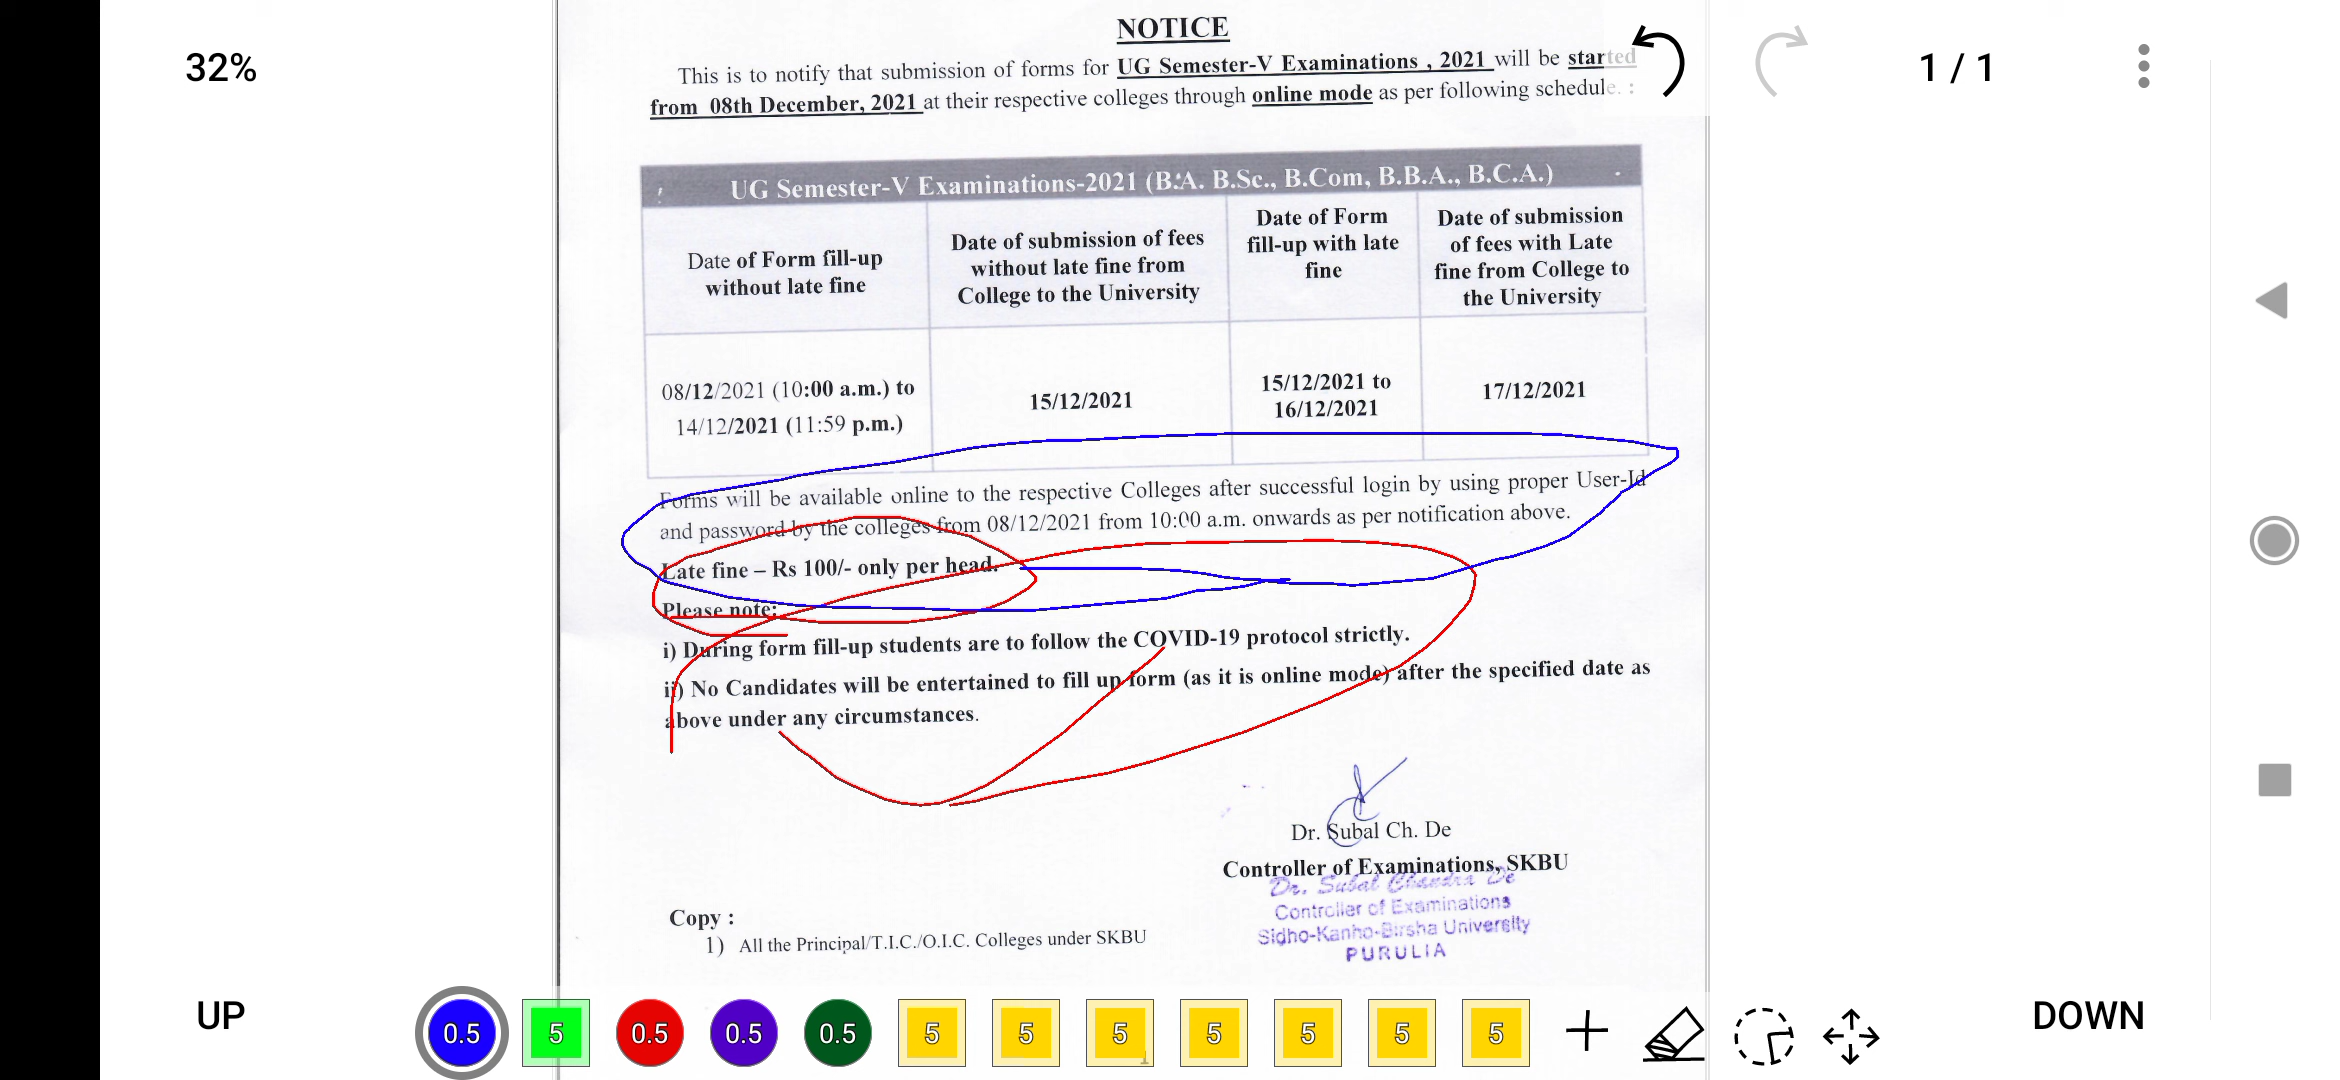 32%
1 / 1
NOTICE
This is to notify that submission of forms for UG Semester-V Examinations , 2021 will be started
from 08th December, 2021 at their respective colleges through online mode as per following schedule. :
UG Semester-V Examinations-2021 (B.A. B.Sc., B.Com, B.B.A., B.C.A.)
Date of Form fill-up
without late fine
Date of submission of fees
without late fine from
College to the University
Date of Form
fill-up with late
fine
Date of submission
of fees with Late
fine from College to
the University
08/12/2021 (10:00 a.m.) to
14/12/2021 (11:59 p.m.)
15/12/2021
15/12/2021 to
16/12/2021
17/12/2021
Forms will be available online to the respective Colleges after successful login by using proper User-Id
and password by the colleges from 08/12/2021 from 10:00 a.m. onwards as per notification above.
Late fine – Rs 100/- only per head.
Please note:
i) During form fill-up students are to follow the COVID-19 protocol strictly.
ii) No Candidates will be entertained to fill up form (as it is online mode) after the specified date as
above under any circumstances.
Dr. Subal Ch. De
Controller of Examinations, SKBU
Dr. Subal Chandra De
Controller of Examinations
Sidho-Kanho-Birsha University
PURULIA
Copy :
1) All the Principal/T.I.C./O.I.C. Colleges under SKBU
UP
0.5
5
0.5
0.5
0.5
5
5
5
5
5
5
5
DOWN